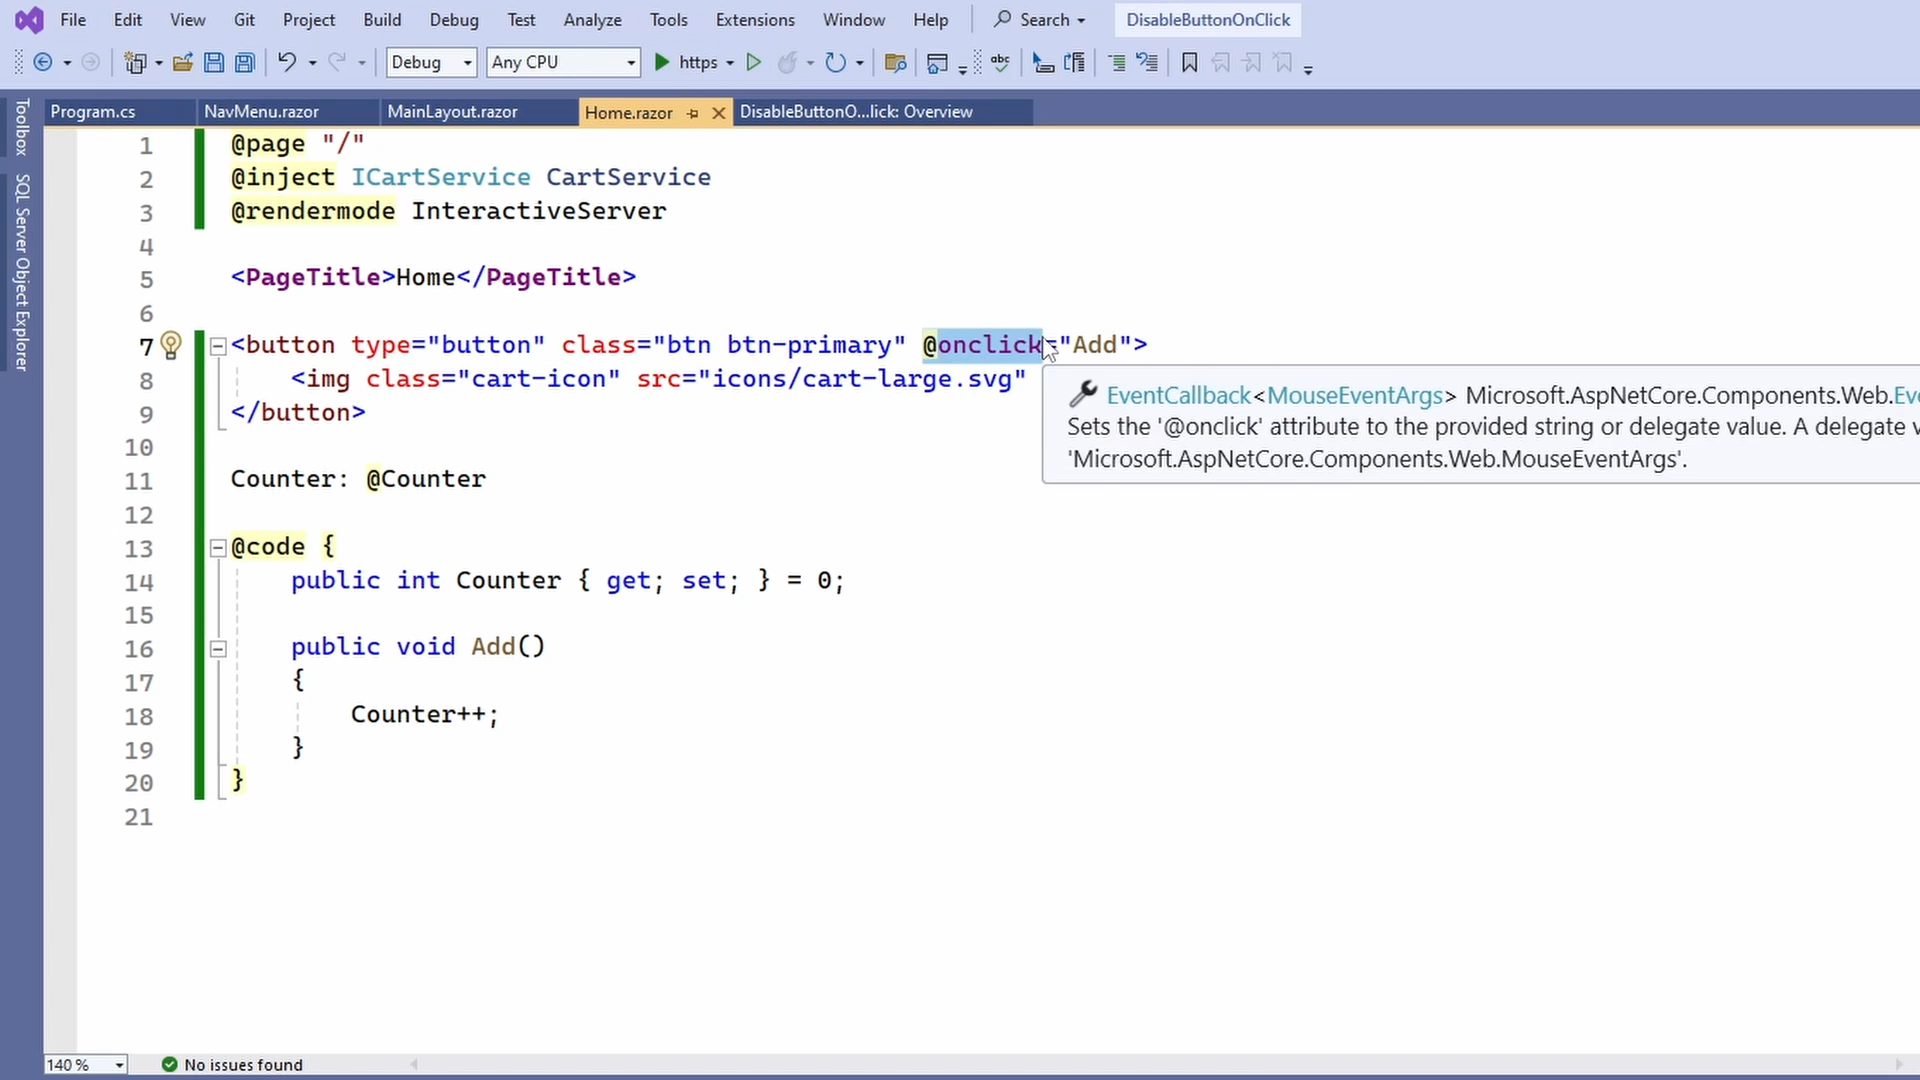 File Edit View Git Project Build Debug Test Analyze Tools Extensions Window Help Search DisableButtonOnClick
Debug Any CPU https abc
Toolbox
SQL Server Object Explorer
Program.cs NavMenu.razor MainLayout.razor Home.razor DisableButtonO...lick: Overview
1 @page "/"
2 @inject ICartService CartService
3 @rendermode InteractiveServer
4
5 <PageTitle>Home</PageTitle>
6
7 <button type="button" class="btn btn-primary" @onclick="Add">
8 <img class="cart-icon" src="icons/cart-large.svg"
9 </button>
EventCallback<MouseEventArgs> Microsoft.AspNetCore.Components.Web.Eve
Sets the '@onclick' attribute to the provided string or delegate value. A delegate v
'Microsoft.AspNetCore.Components.Web.MouseEventArgs'.
10
11 Counter: @Counter
12
13 @code {
14 public int Counter { get; set; } = 0;
15
16 public void Add()
17 {
18 Counter++;
19 }
20 }
21
140 % No issues found